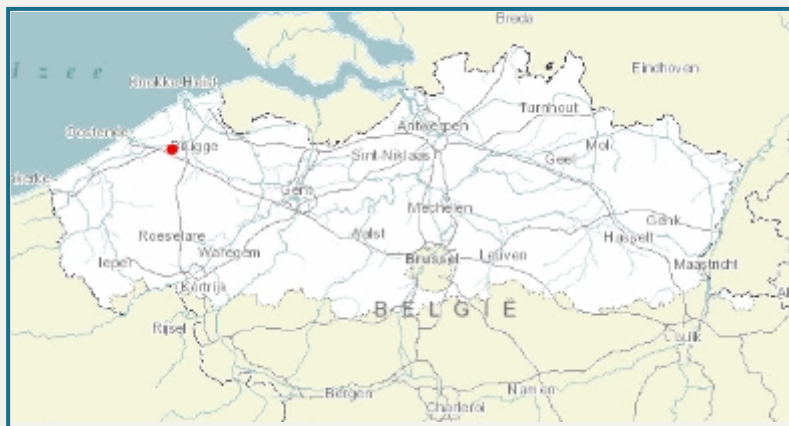 Breda
dzee
Eindhoven
Knokke-Heist
Turnhout
Oostende
Antwerpen
Brugge
Sint-Niklaas
Geel
Mol
Gent
Mechelen
Genk
Roeselare
Aalst
Hasselt
Waregem
Brussel
Leuven
Ieper
Maastricht
Kortrijk
BELGIË
Rijsel
Luik
Bergen
Namen
Charleroi